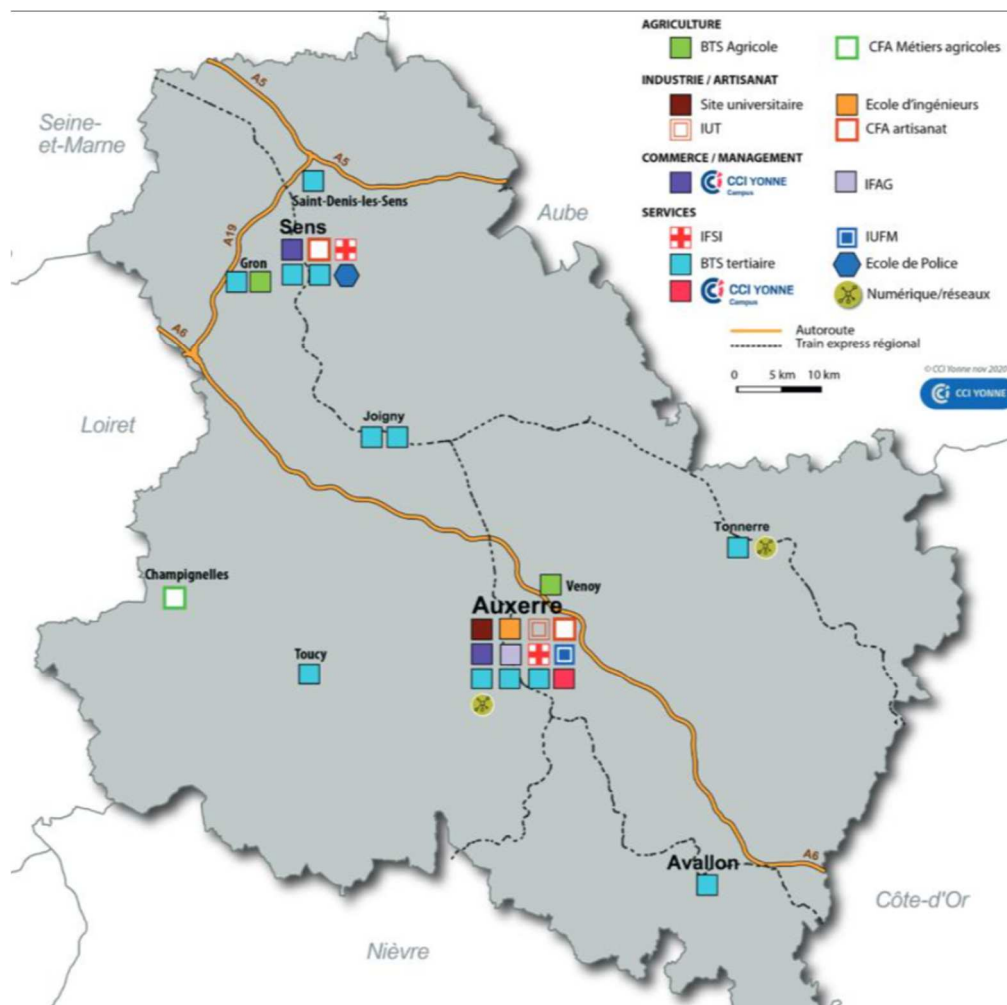 AGRICULTURE
BTS Agricole
CFA Métiers agricoles
INDUSTRIE / ARTISANAT
Site universitaire
Ecole d'ingénieurs
IUT
CFA artisanat
COMMERCE / MANAGEMENT
CCI YONNE
Campus
IFAG
SERVICES
IFSI
IUFM
BTS tertiaire
Ecole de Police
CCI YONNE
Campus
Numérique/réseaux
Autoroute
Train express régional
0 5 km 10 km
© CCI Yonne nov 2020
CCI YONNE
Seine-
et-Marne
A5
A5
Saint-Denis-les-Sens
Aube
A19
Sens
Gron
A6
Loiret
Joigny
Tonnerre
Champignelles
Venoy
Auxerre
Toucy
A6
Avallon
Côte-d'Or
Nièvre